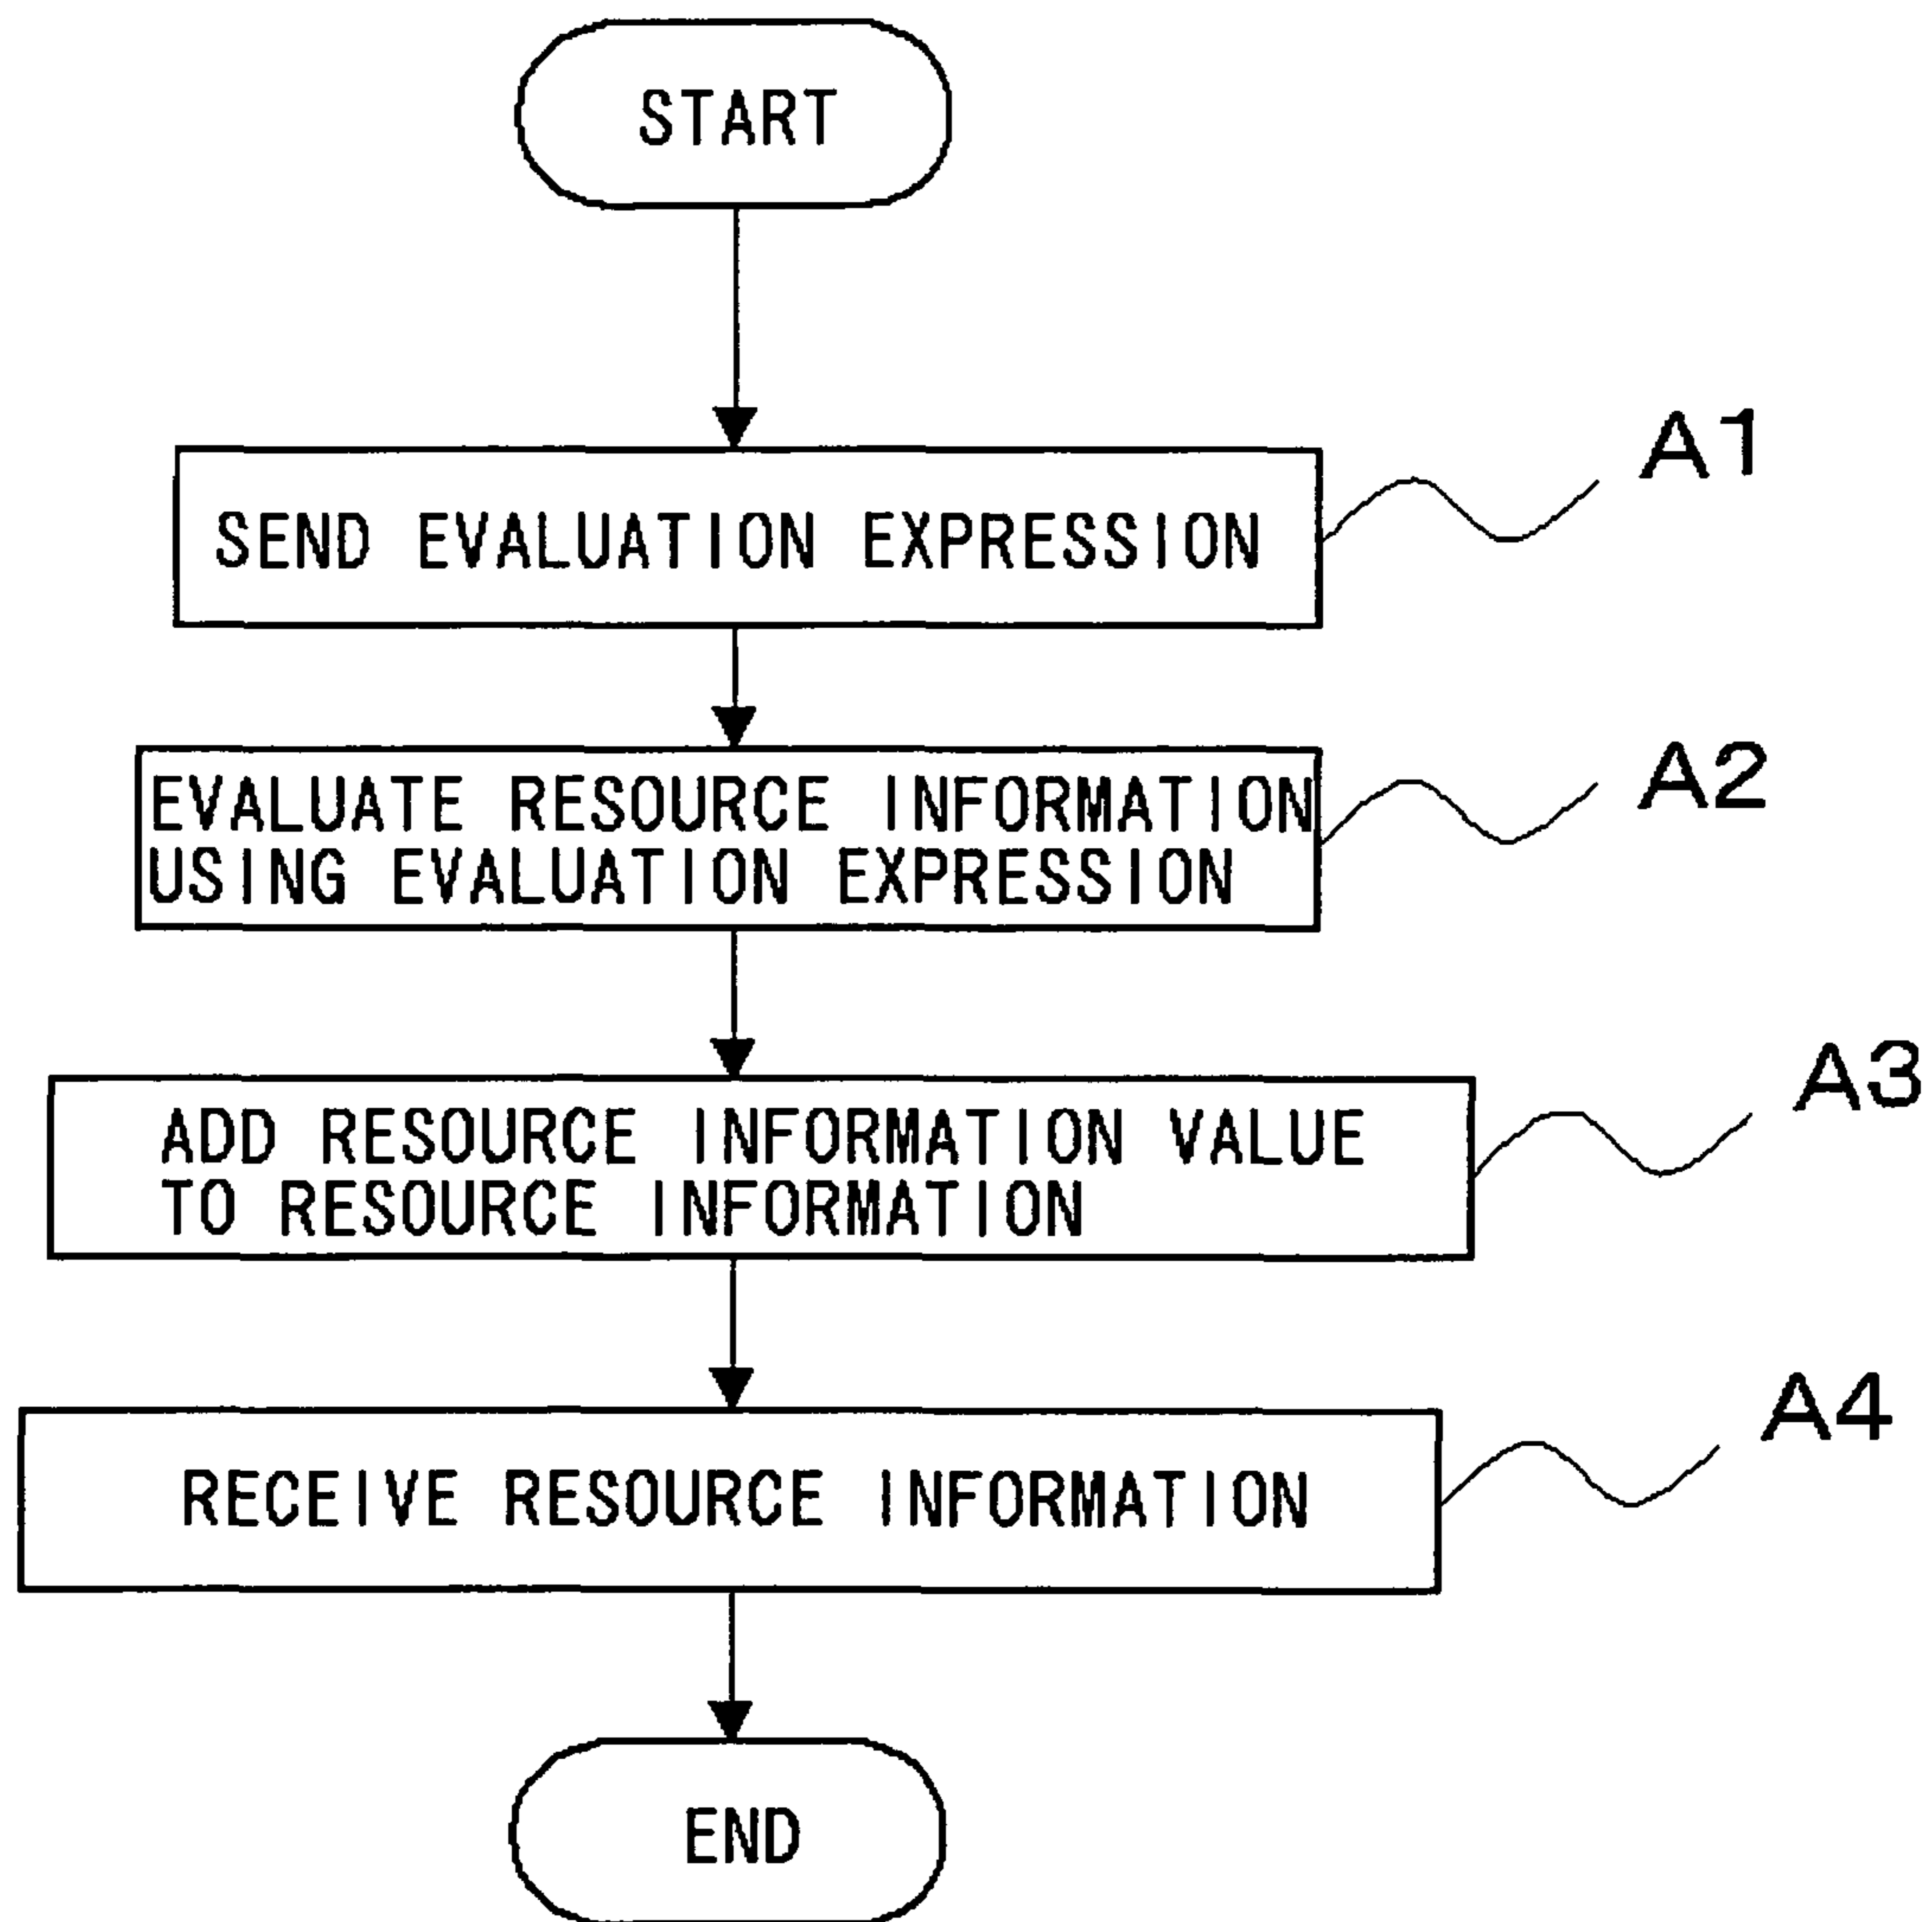 START
A1
SEND EVALUATION EXPRESSION
A2
EVALUATE RESOURCE INFORMATION
USING EVALUATION EXPRESSION
A3
ADD RESOURCE INFORMATION VALUE
TO RESOURCE INFORMATION
A4
RECEIVE RESOURCE INFORMATION
END